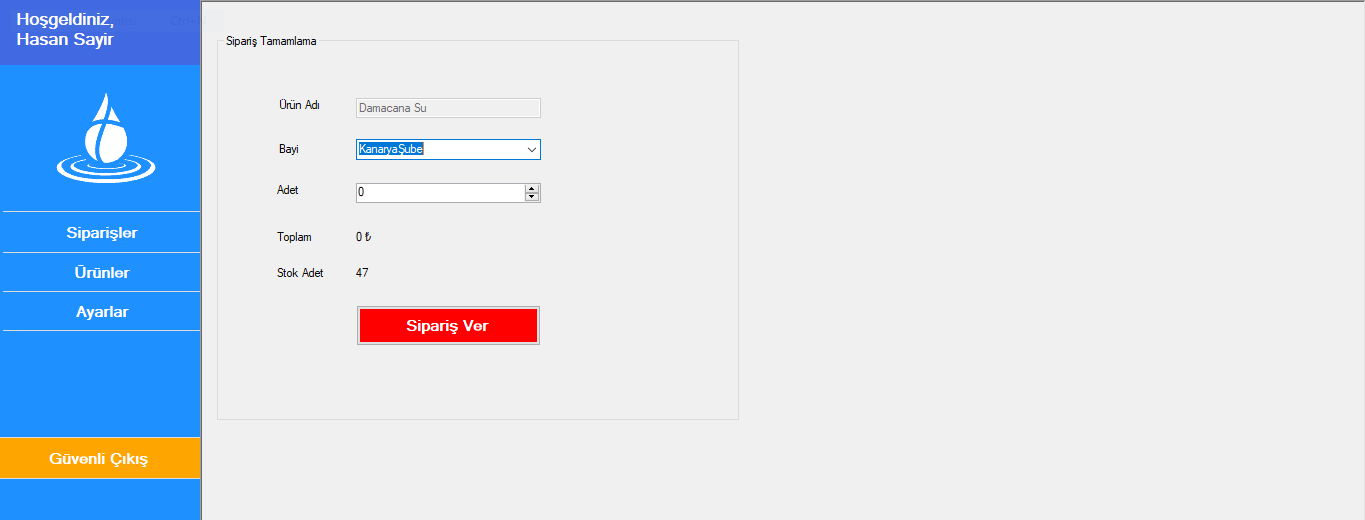 Hoşgeldiniz,
Hasan Sayir
Siparişler
Ürünler
Ayarlar
Güvenli Çıkış
Sipariş Tamamlama
Ürün Adı
Damacana Su
Bayi
KanaryaŞube
Adet
0
Toplam
0 ₺
Stok Adet
47
Sipariş Ver